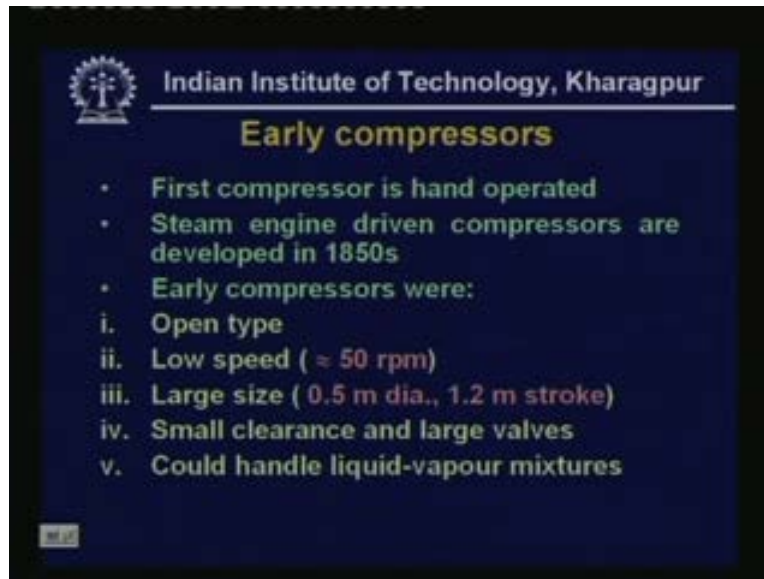 Indian Institute of Technology, Kharagpur
Early compressors
• First compressor is hand operated
• Steam engine driven compressors are
developed in 1850s
• Early compressors were:
i. Open type
ii. Low speed ( ≈ 50 rpm)
iii. Large size ( 0.5 m dia., 1.2 m stroke)
iv. Small clearance and large valves
v. Could handle liquid-vapour mixtures